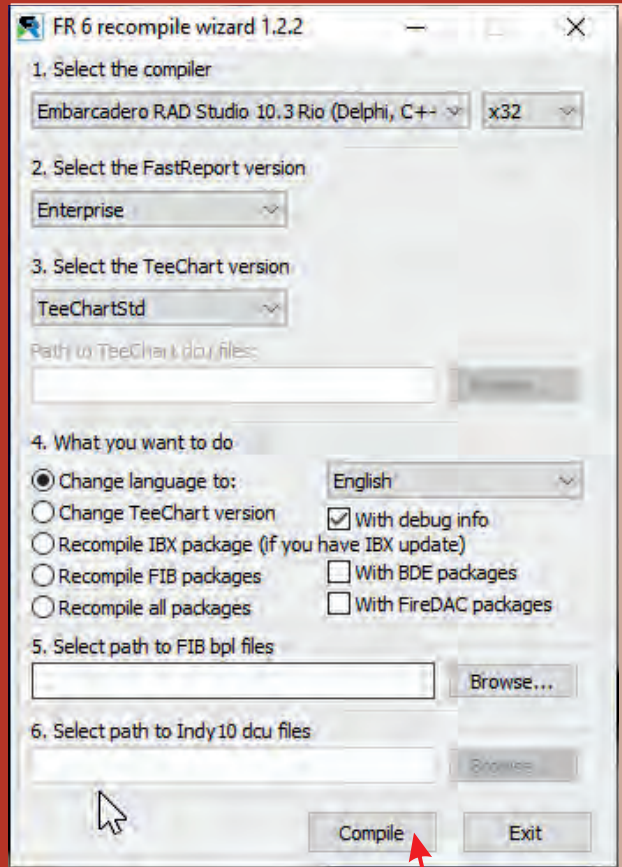 FR 6 recompile wizard 1.2.2
1. Select the compiler
Embarcadero RAD Studio 10.3 Rio (Delphi, C++ x32
2. Select the FastReport version
Enterprise
3. Select the TeeChart version
TeeChartStd
Path to TeeChart dcu files:
Browse...
4. What you want to do
Change language to: English
Change TeeChart version With debug info
Recompile IBX package (if you have IBX update)
Recompile FIB packages With BDE packages
Recompile all packages With FireDAC packages
5. Select path to FIB bpl files
Browse...
6. Select path to Indy10 dcu files
Browse...
Compile Exit